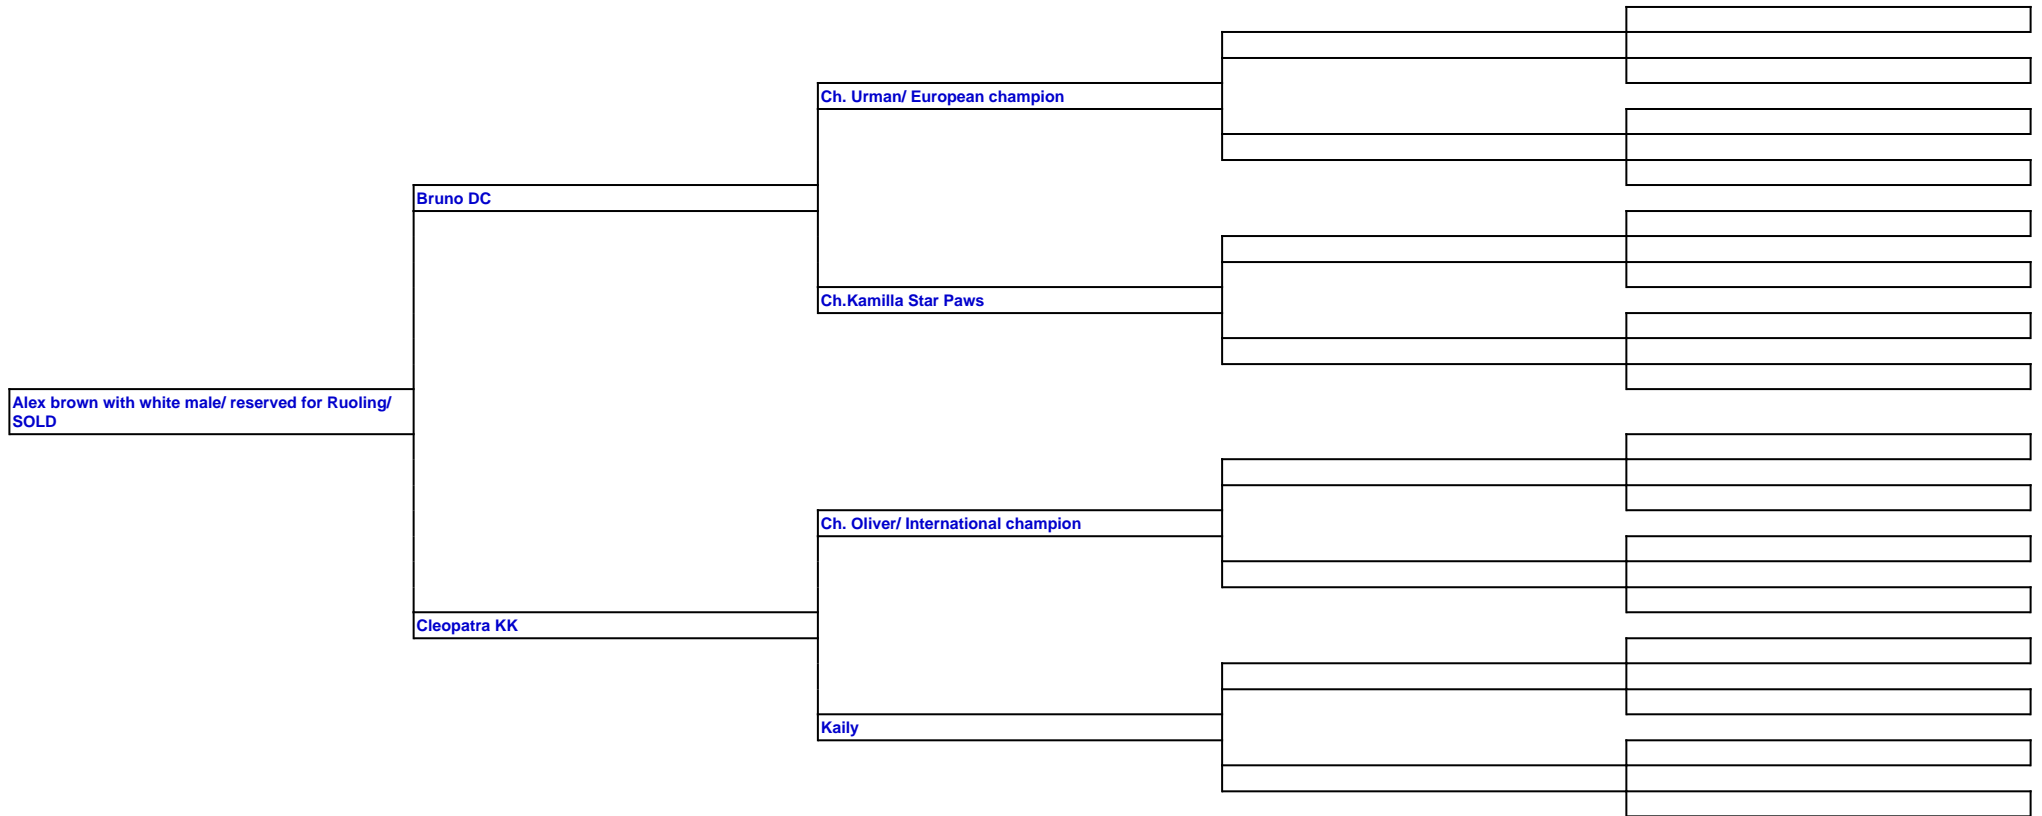 Ch. Urman/ European champion
Bruno DC
Ch.Kamilla Star Paws
Alex brown with white male/ reserved for Ruoling/
SOLD
Ch. Oliver/ International champion
Cleopatra KK
Kaily